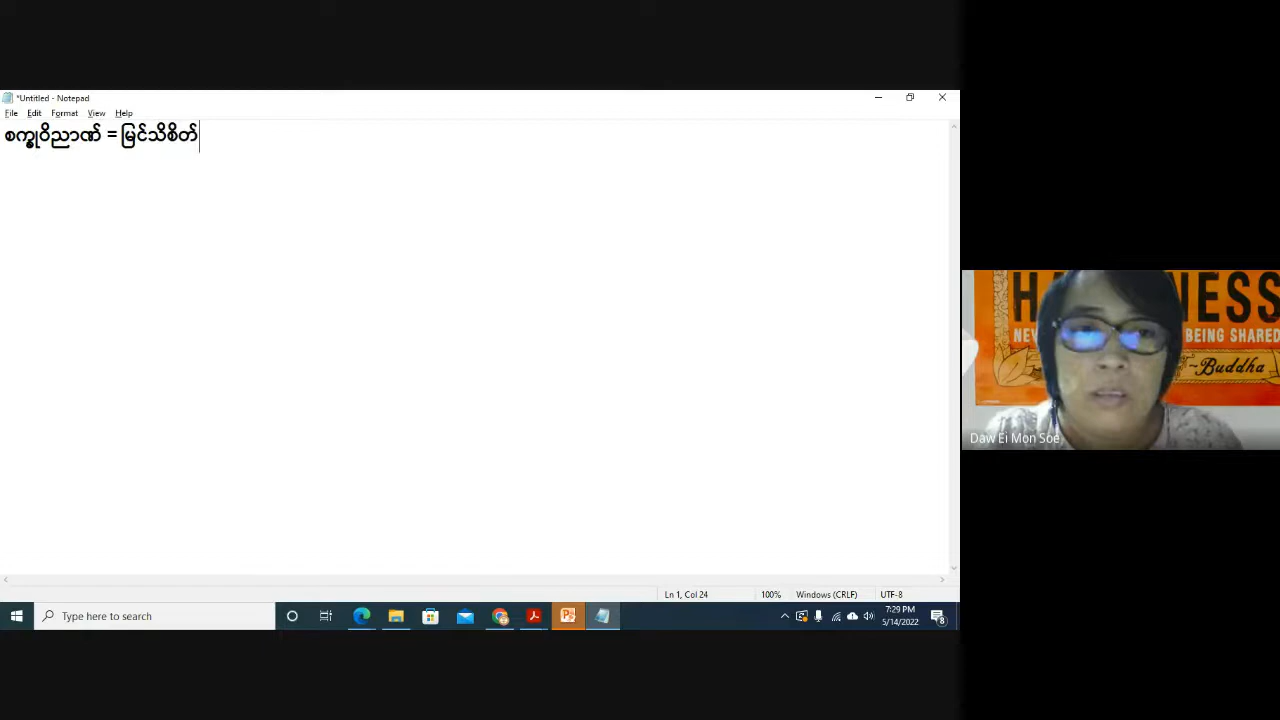 *Untitled - Notepad
File Edit Format View Help
စက္ခုဝိညာဏ် = မြင်သိစိတ်
Ln 1, Col 24 100% Windows (CRLF) UTF-8
Type here to search
7:29 PM
5/14/2022
8
NESS
BEING SHARED
~Buddha
Daw Ei Mon Soe